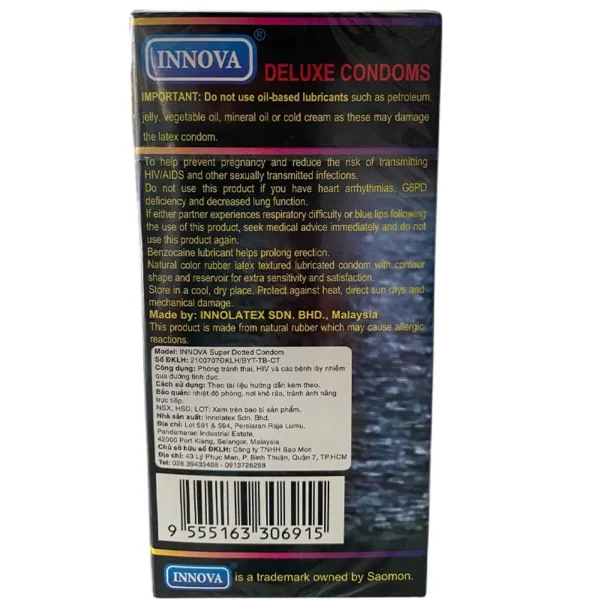 INNOVA®
DELUXE CONDOMS
IMPORTANT: Do not use oil-based lubricants such as petroleum
jelly, vegetable oil, mineral oil or cold cream as these may damage
the latex condom.
To help prevent pregnancy and reduce the risk of transmitting
HIV/AIDS and other sexually transmitted infections.
Do not use this product if you have heart arrhythmias, G6PD
deficiency and decreased lung function.
If either partner experiences respiratory difficulty or blue lips following
the use of this product, seek medical advice immediately and do not
use this product again.
Benzocaine lubricant helps prolong erection.
Natural color rubber latex textured lubricated condom with contour
shape and reservoir for extra sensitivity and satisfaction.
Store in a cool, dry place. Protect against heat, direct sun rays and
mechanical damage.
Made by: INNOLATEX SDN. BHD., Malaysia
This product is made from natural rubber which may cause allergic
reactions.
Model: INNOVA Super Dotted Condom
Số ĐKLH: 2100707ĐKLH/BYT-TB-CT
Công dụng: Phòng tránh thai, HIV và các bệnh lây nhiễm
qua đường tình dục.
Cách sử dụng: Theo tài liệu hướng dẫn kèm theo.
Bảo quản: nhiệt độ phòng, nơi khô ráo, tránh ánh nắng
trực tiếp.
NSX, HSD, LOT: Xem trên bao bì sản phẩm.
Nhà sản xuất: Innolatex Sdn. Bhd.
Địa chỉ: Lot 591 & 594, Persiaran Raja Lumu,
Pandamaran Industrial Estate,
42000 Port Klang, Selangor, Malaysia
Chủ sở hữu số ĐKLH: Công ty TNHH Sao Mon
Địa chỉ: 43 Lý Phục Man, P. Bình Thuận, Quận 7, TP.HCM
Tel: 028.39433408 - 0913728258
9 555163 306915
INNOVA® is a trademark owned by Saomon.